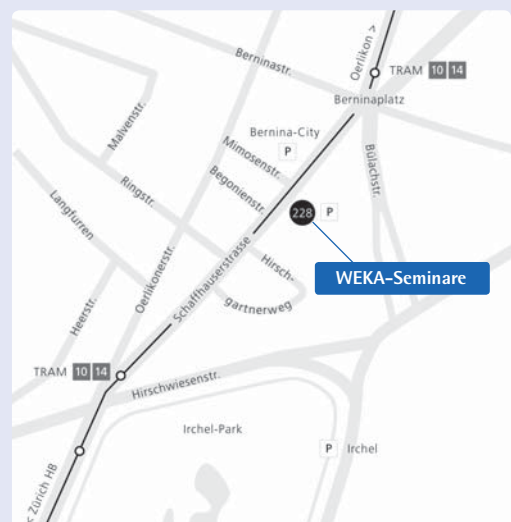 Oerlikon >
Berninastr.
TRAM 10 14
Berninaplatz
Malvenstr.
Bernina-City
P
Mimosenstr.
Bülachstr.
Begonienstr.
Ringstr.
Langfurren
228 P
Schaffhauserstrasse
Oerlikonerstr.
Hirsch-
gartnerweg
WEKA-Seminare
Heerstr.
TRAM 10 14
Hirschwiesenstr.
Irchel-Park
P Irchel
< Zürich HB